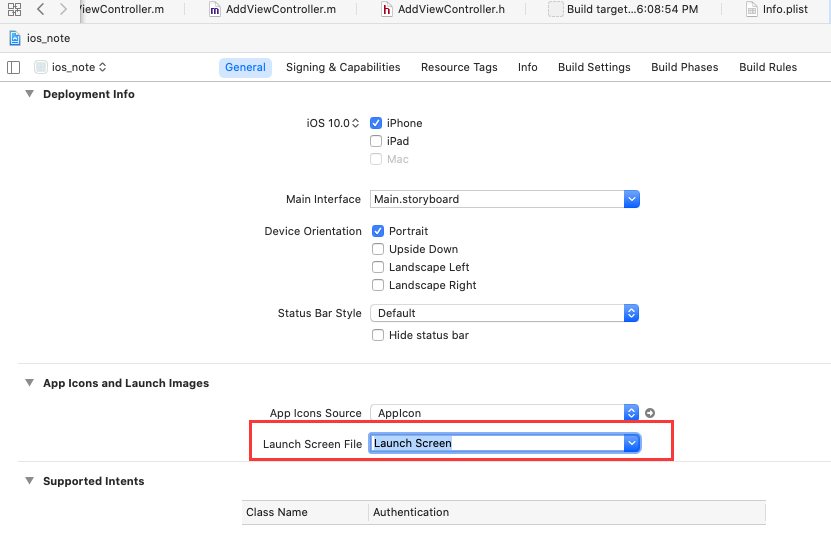 ViewController.m AddViewController.m AddViewController.h Build target...6:08:54 PM Info.plist
ios_note
ios_note General Signing & Capabilities Resource Tags Info Build Settings Build Phases Build Rules
Deployment Info
iOS 10.0 iPhone
iPad
Mac
Main Interface Main.storyboard
Device Orientation Portrait
Upside Down
Landscape Left
Landscape Right
Status Bar Style Default
Hide status bar
App Icons and Launch Images
App Icons Source AppIcon
Launch Screen File Launch Screen
Supported Intents
Class Name Authentication